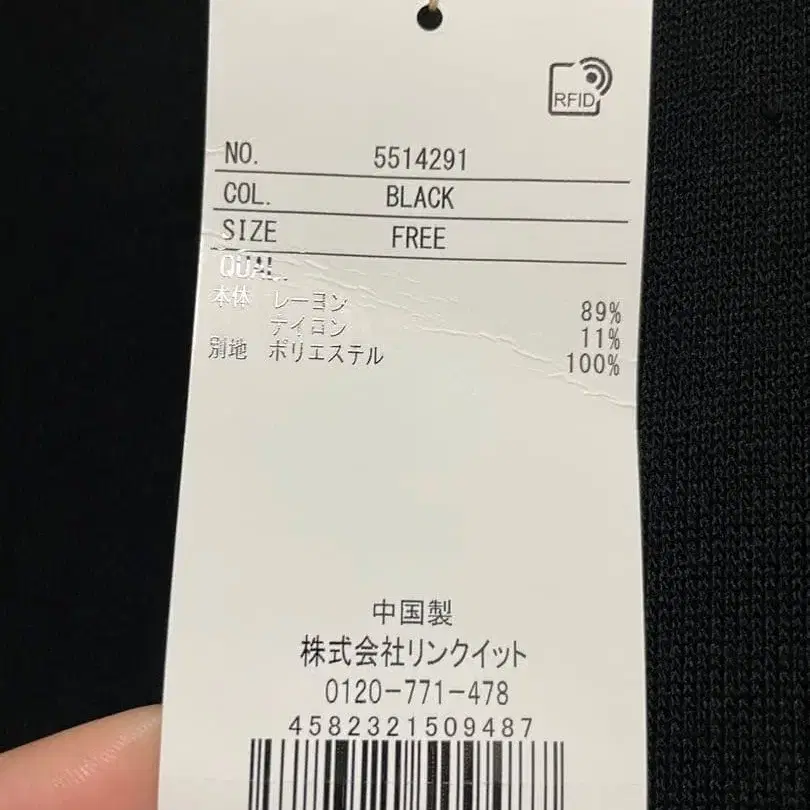 RFID
NO. 5514291
COL. BLACK
SIZE FREE
QUAL.
本体 レーヨン 89%
ナイロン 11%
別地 ポリエステル 100%
中国製
株式会社リンクイット
0120-771-478
4582321509487